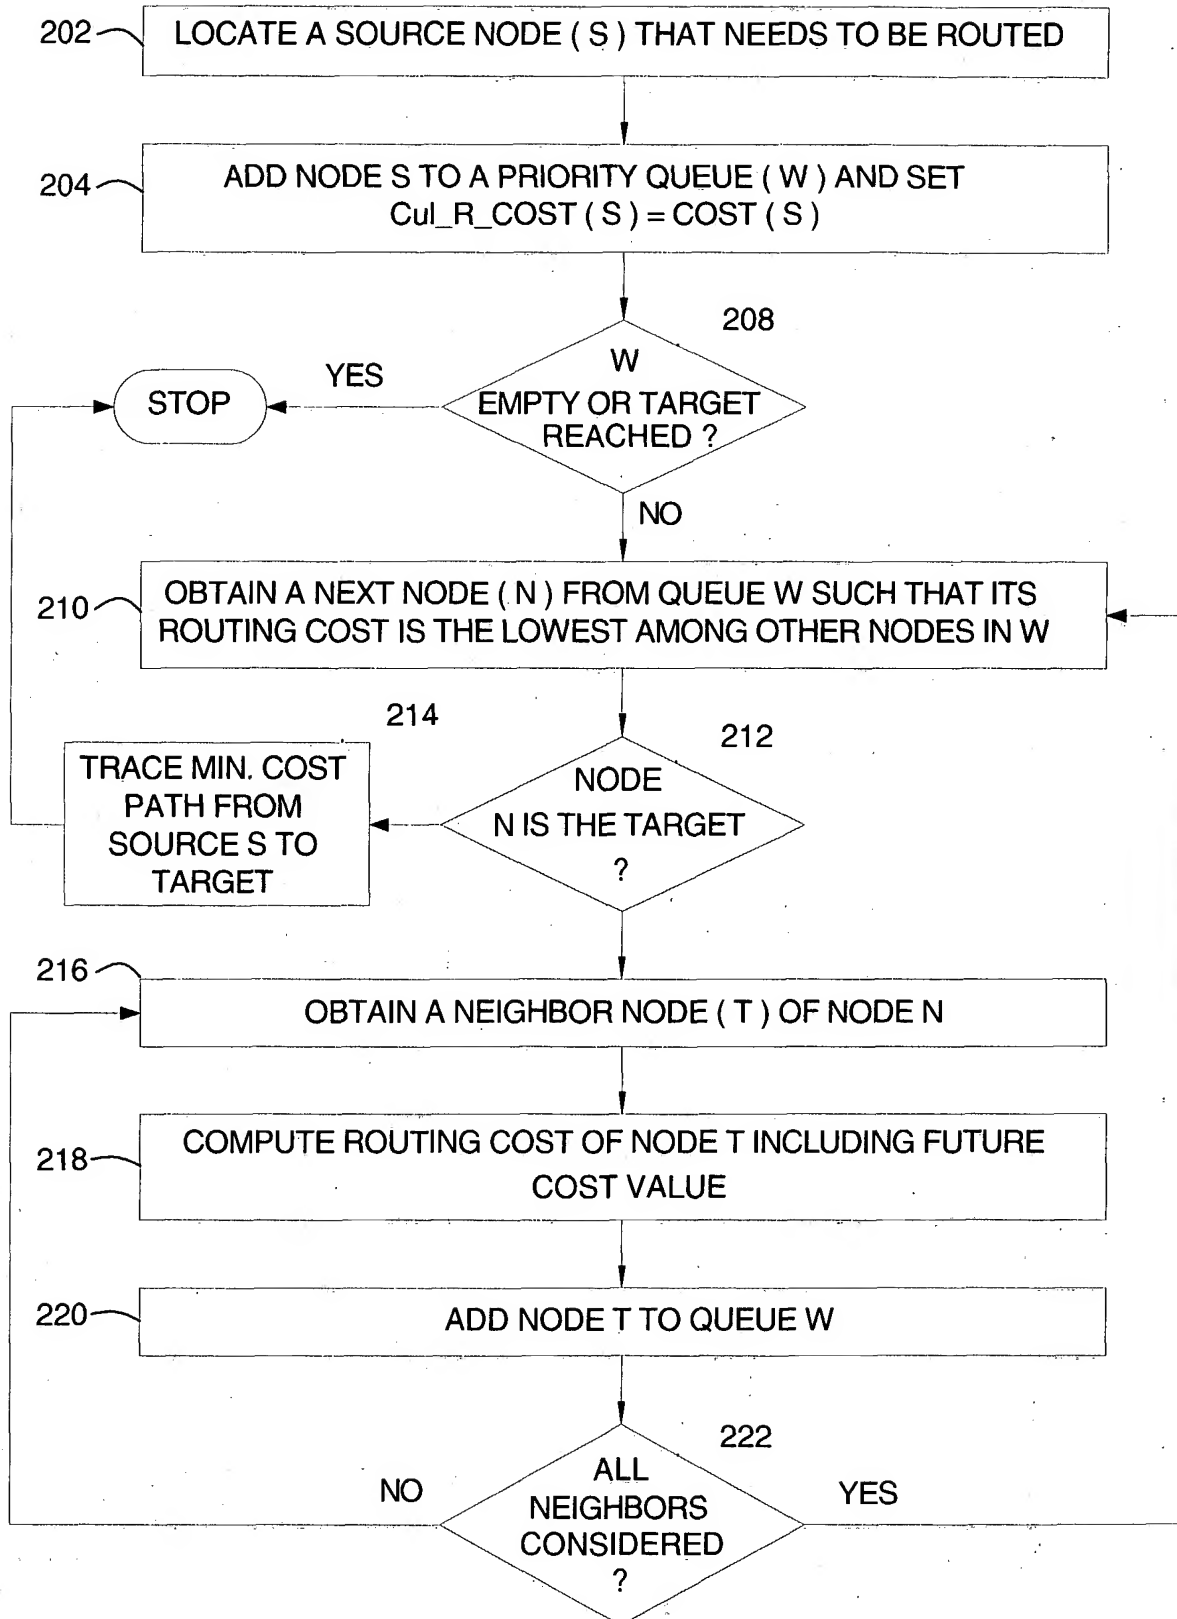 202
LOCATE A SOURCE NODE ( S ) THAT NEEDS TO BE ROUTED
204
ADD NODE S TO A PRIORITY QUEUE ( W ) AND SET
Cul_R_COST ( S ) = COST ( S )
208
W
EMPTY OR TARGET
REACHED ?
YES
STOP
NO
210
OBTAIN A NEXT NODE ( N ) FROM QUEUE W SUCH THAT ITS
ROUTING COST IS THE LOWEST AMONG OTHER NODES IN W
214
212
TRACE MIN. COST
PATH FROM
SOURCE S TO
TARGET
NODE
N IS THE TARGET
?
216
OBTAIN A NEIGHBOR NODE ( T ) OF NODE N
218
COMPUTE ROUTING COST OF NODE T INCLUDING FUTURE
COST VALUE
220
ADD NODE T TO QUEUE W
222
NO
ALL
NEIGHBORS
CONSIDERED
?
YES